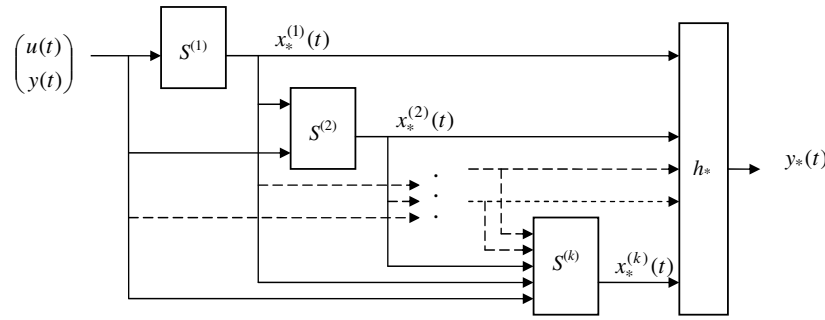 u(t)
y(t)
S^{(1)}
x_*^{(1)}(t)
S^{(2)}
x_*^{(2)}(t)
S^{(k)}
x_*^{(k)}(t)
h_*
y_*(t)